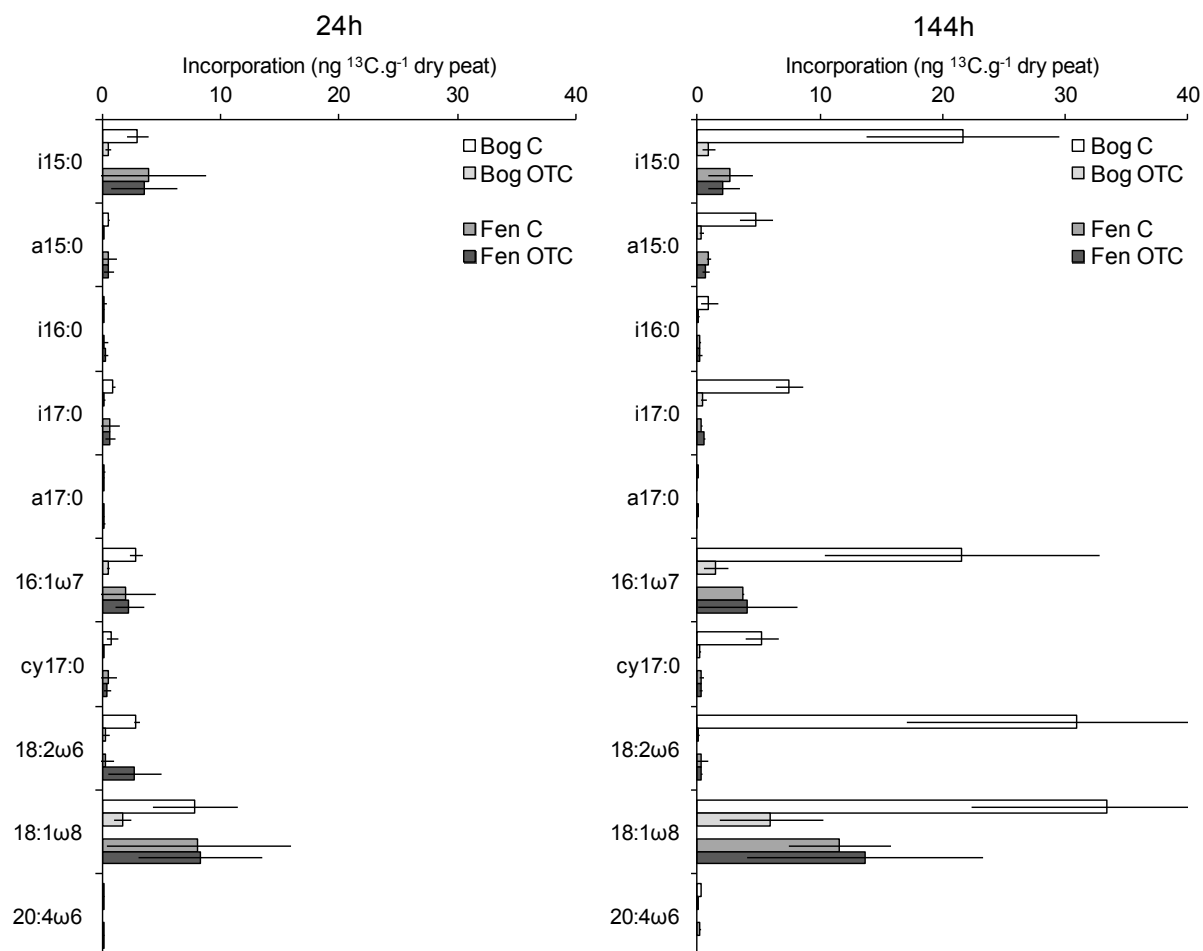 24h
Incorporation (ng ¹³C.g⁻¹ dry peat)
0 10 20 30 40
i15:0
a15:0
i16:0
i17:0
a17:0
16:1ω7
cy17:0
18:2ω6
18:1ω8
20:4ω6
Bog C
Bog OTC
Fen C
Fen OTC
144h
Incorporation (ng ¹³C.g⁻¹ dry peat)
0 10 20 30 40
i15:0
a15:0
i16:0
i17:0
a17:0
16:1ω7
cy17:0
18:2ω6
18:1ω8
20:4ω6
Bog C
Bog OTC
Fen C
Fen OTC